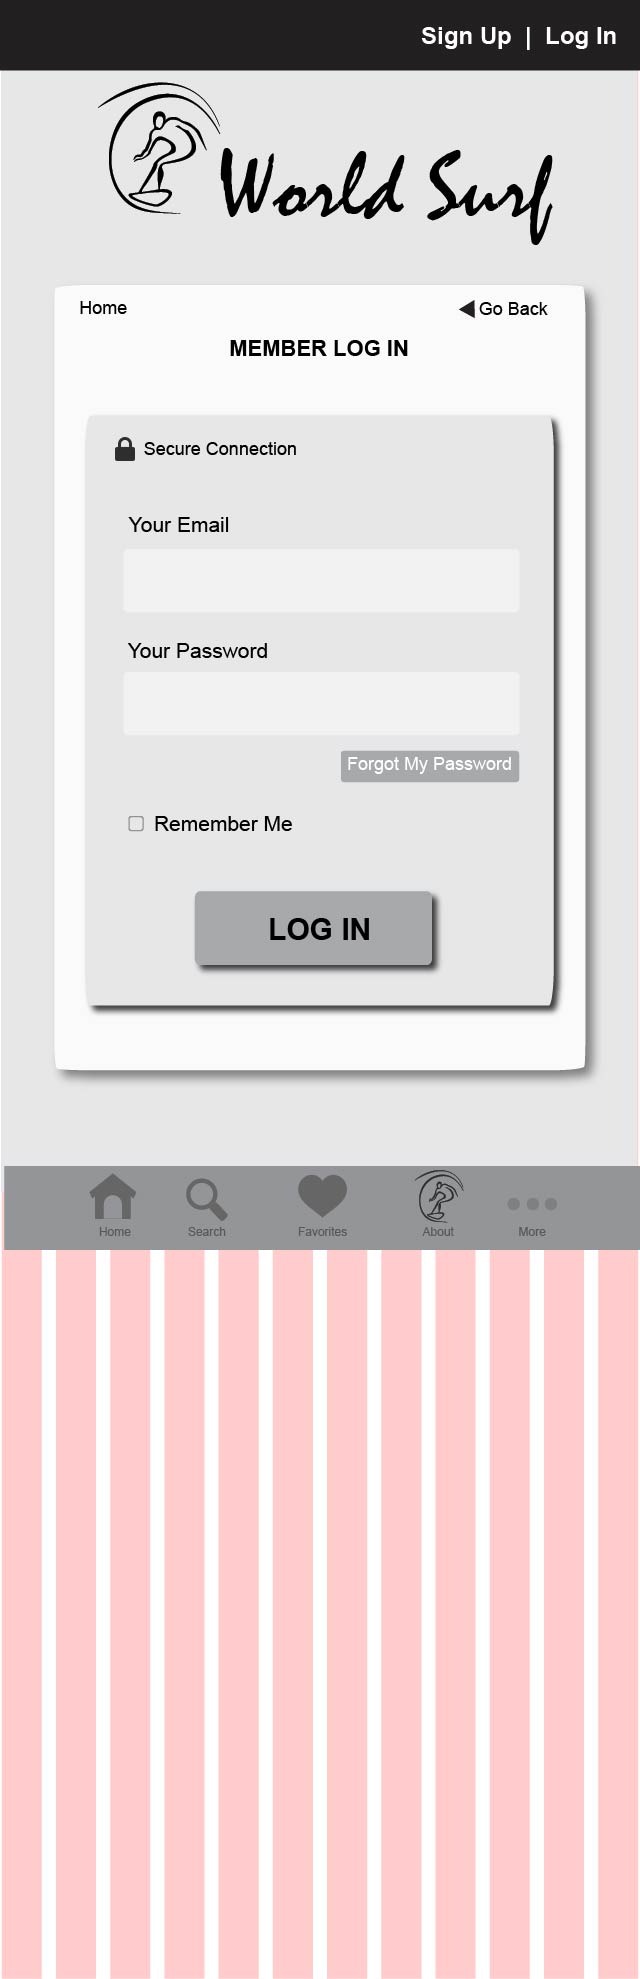 Sign Up | Log In
World Surf
Home
Go Back
MEMBER LOG IN
Secure Connection
Your Email
Your Password
Forgot My Password
Remember Me
LOG IN
Home Search Favorites About More